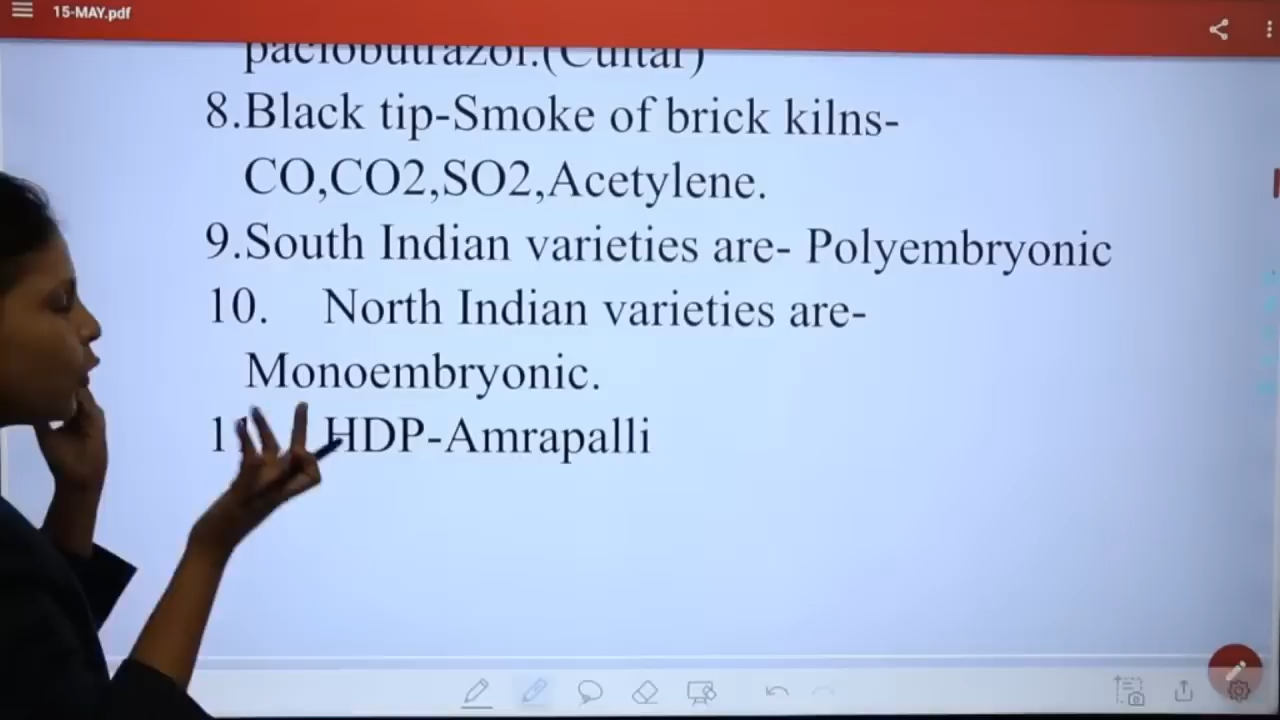 15-MAY.pdf
paclobutrazol.(Cultar)
8.Black tip-Smoke of brick kilns-
CO,CO2,SO2,Acetylene.
9.South Indian varieties are- Polyembryonic
10. North Indian varieties are-
Monoembryonic.
11. HDP-Amrapalli